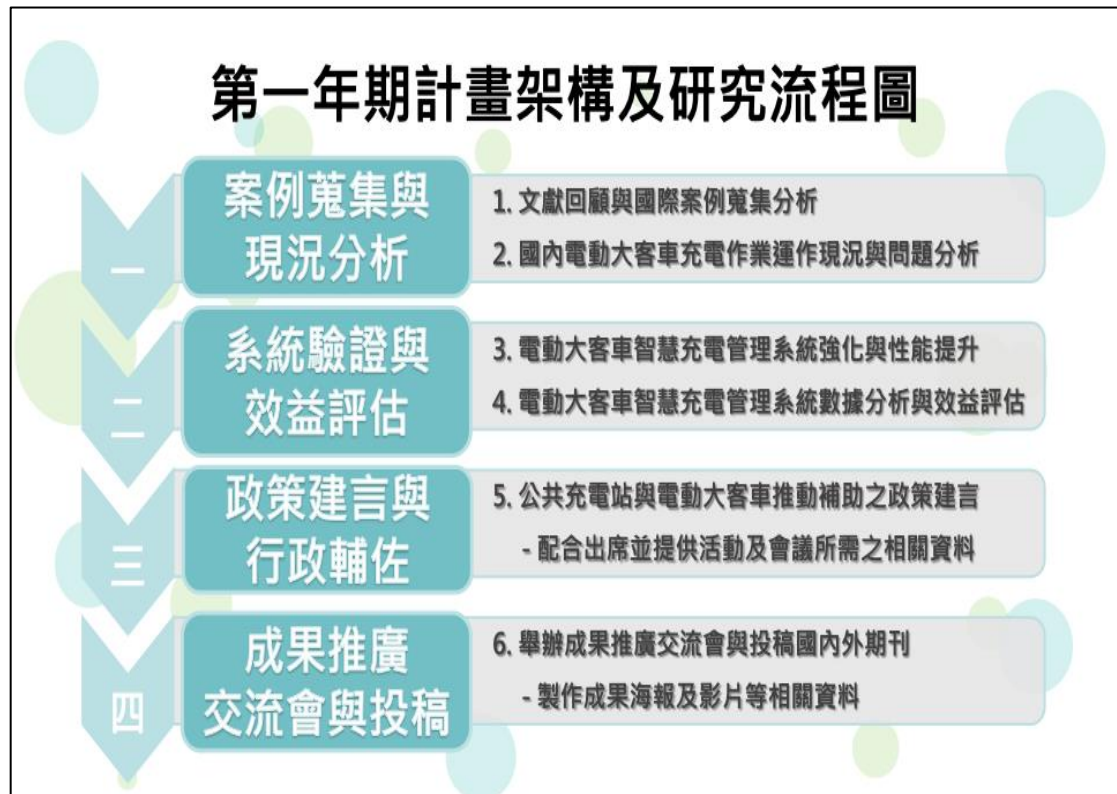 第一年期計畫架構及研究流程圖
一
案例蒐集與
現況分析
1. 文獻回顧與國際案例蒐集分析
2. 國內電動大客車充電作業運作現況與問題分析
二
系統驗證與
效益評估
3. 電動大客車智慧充電管理系統強化與性能提升
4. 電動大客車智慧充電管理系統數據分析與效益評估
三
政策建言與
行政輔佐
5. 公共充電站與電動大客車推動補助之政策建言
- 配合出席並提供活動及會議所需之相關資料
四
成果推廣
交流會與投稿
6. 舉辦成果推廣交流會與投稿國內外期刊
- 製作成果海報及影片等相關資料